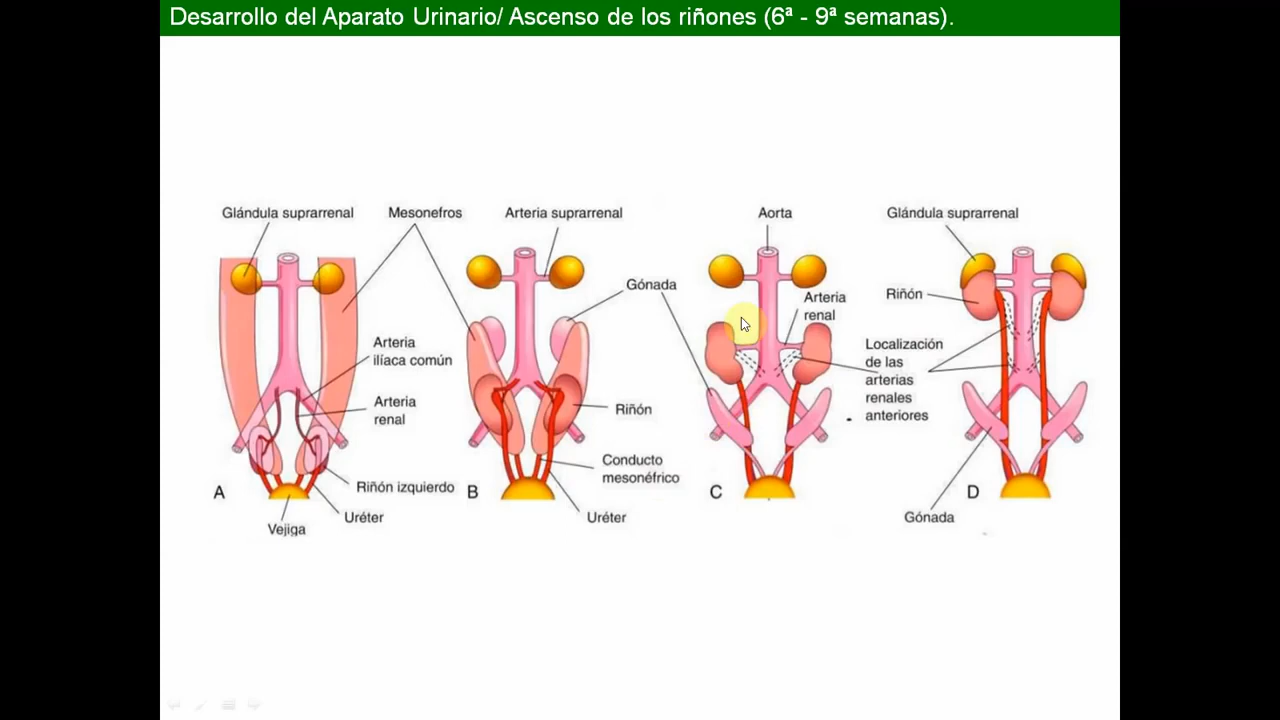 Desarrollo del Aparato Urinario/ Ascenso de los riñones (6ª - 9ª semanas).
Glándula suprarrenal
Mesonefros
Arteria suprarrenal
Aorta
Glándula suprarrenal
Gónada
Arteria
renal
Riñón
Arteria
ilíaca común
Localización
de las
arterias
renales
anteriores
Arteria
renal
Riñón
Conducto
mesonéfrico
Riñón izquierdo
A
B
C
D
Vejiga
Uréter
Uréter
Gónada